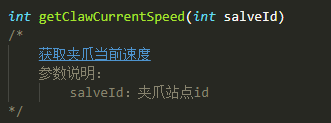 int getClawCurrentSpeed(int salveId)
/*
获取夹爪当前速度
参数说明:
salveId: 夹爪站点id
*/